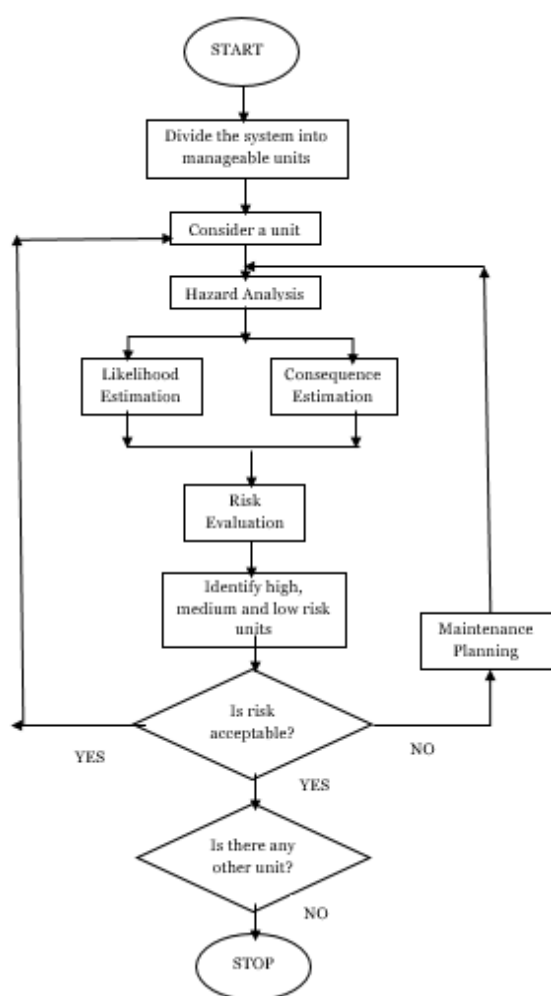 START
Divide the system into
manageable units
Consider a unit
Hazard Analysis
Likelihood
Estimation
Consequence
Estimation
Risk
Evaluation
Identify high,
medium and low risk
units
Maintenance
Planning
Is risk
acceptable?
YES
NO
YES
Is there any
other unit?
NO
STOP